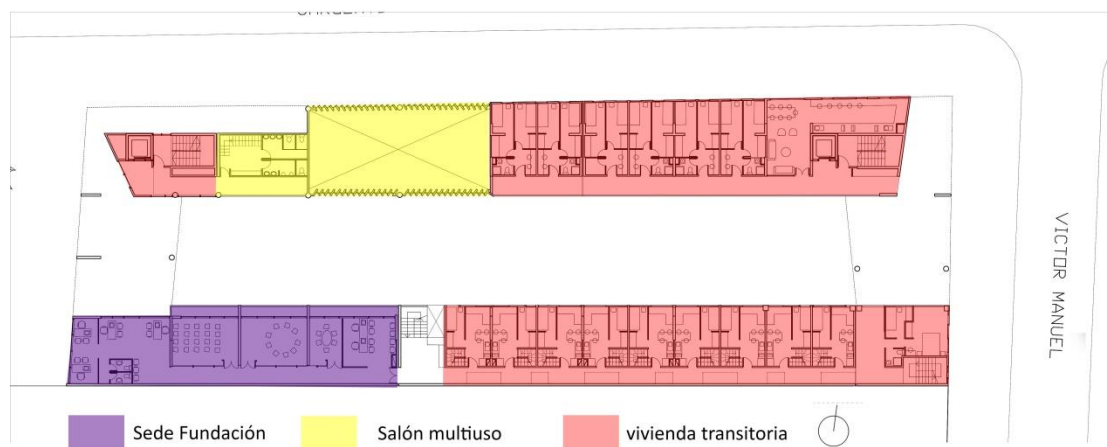 VICTOR MANUEL
Sede Fundación
Salón multiuso
vivienda transitoria